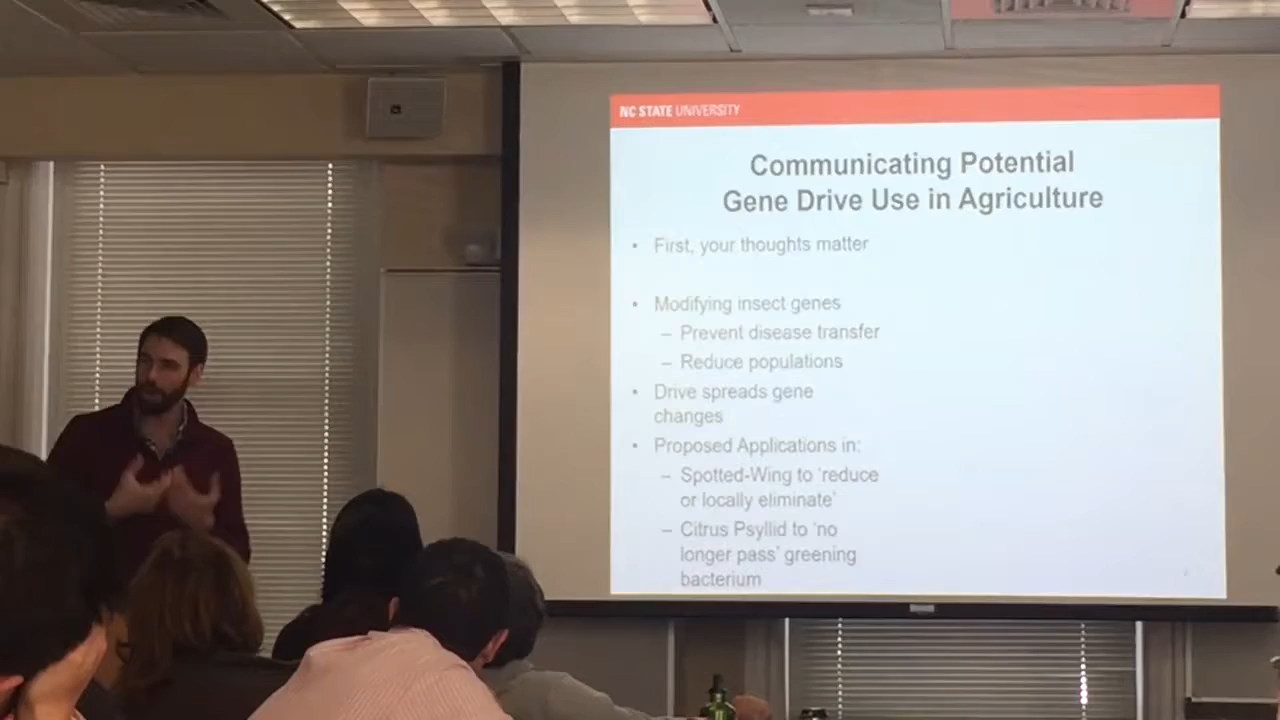 NC STATE UNIVERSITY
Communicating Potential
Gene Drive Use in Agriculture
• First, your thoughts matter
• Modifying insect genes
– Prevent disease transfer
– Reduce populations
• Drive spreads gene
changes
• Proposed Applications in:
– Spotted-Wing to ‘reduce
or locally eliminate’
– Citrus Psyllid to ‘no
longer pass’ greening
bacterium